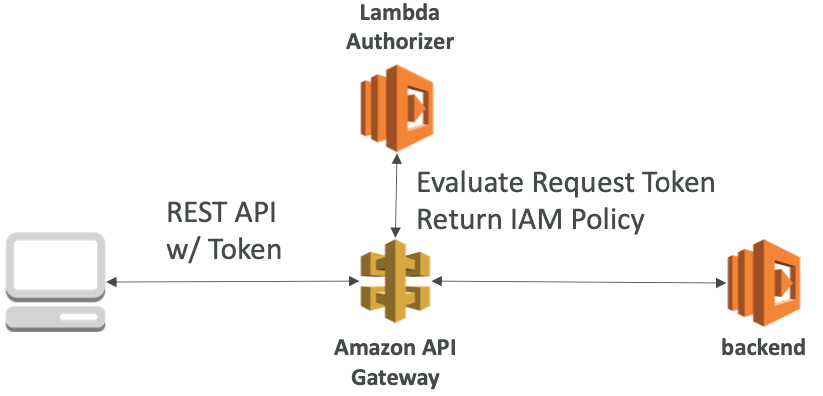 Lambda
Authorizer
Evaluate Request Token
Return IAM Policy
REST API
w/ Token
Amazon API
Gateway
backend